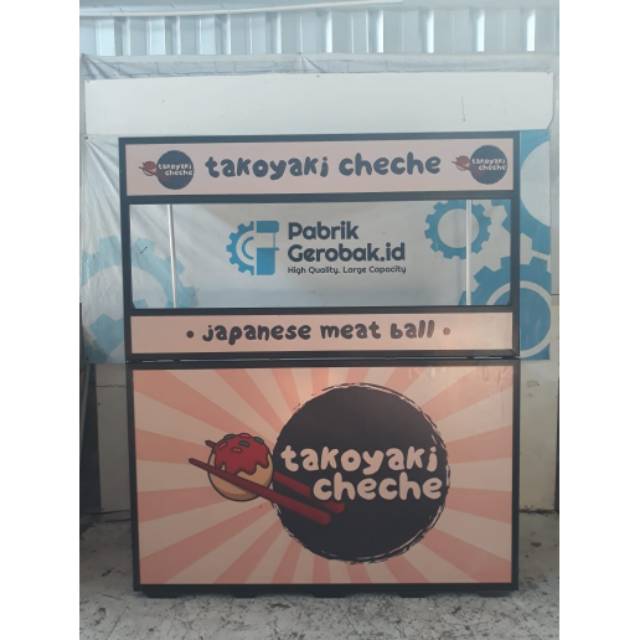 takoyaki cheche
takoyaki cheche
takoyaki
cheche
Pabrik
Gerobak.id
High Quality, Large Capacity
• japanese meat ball •
takoyaki
cheche